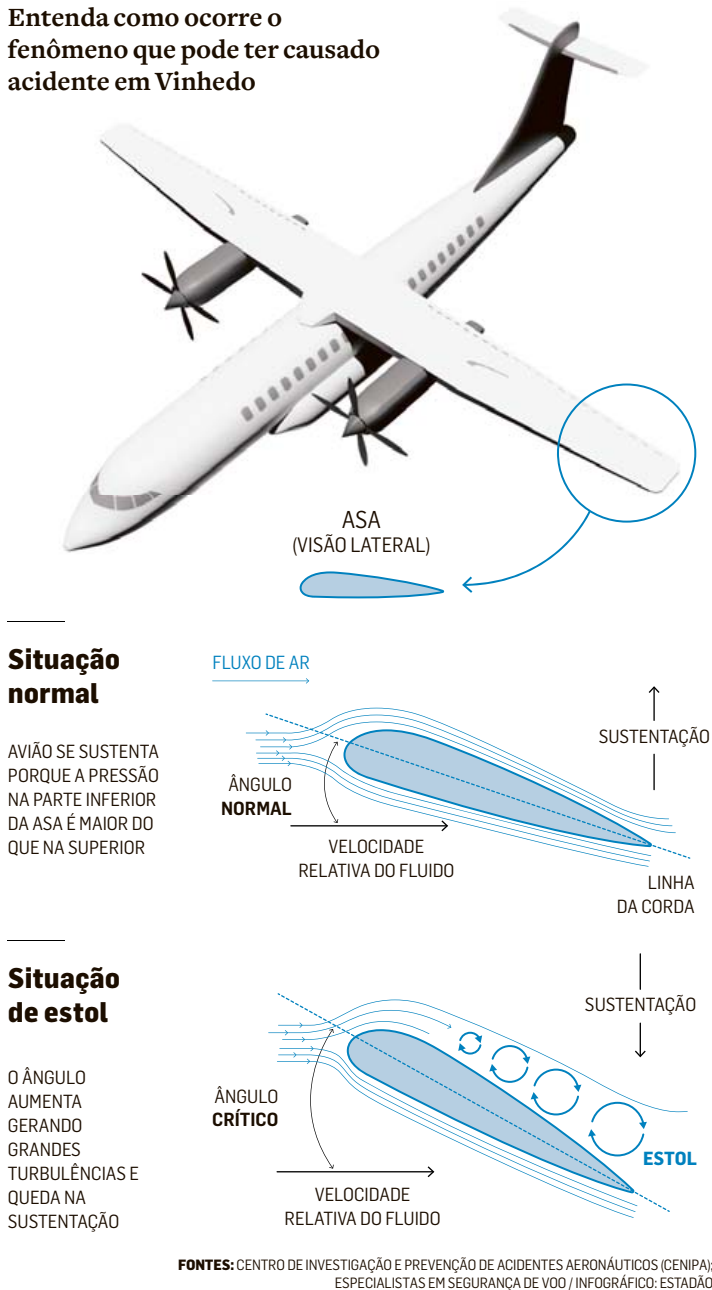 Entenda como ocorre o
fenômeno que pode ter causado
acidente em Vinhedo
ASA
(VISÃO LATERAL)
Situação
normal
AVIÃO SE SUSTENTA
PORQUE A PRESSÃO
NA PARTE INFERIOR
DA ASA É MAIOR DO
QUE NA SUPERIOR
FLUXO DE AR
SUSTENTAÇÃO
ÂNGULO
NORMAL
VELOCIDADE
RELATIVA DO FLUIDO
LINHA
DA CORDA
Situação
de estol
O ÂNGULO
AUMENTA
GERANDO
GRANDES
TURBULÊNCIAS E
QUEDA NA
SUSTENTAÇÃO
SUSTENTAÇÃO
ÂNGULO
CRÍTICO
ESTOL
VELOCIDADE
RELATIVA DO FLUIDO
FONTES: CENTRO DE INVESTIGAÇÃO E PREVENÇÃO DE ACIDENTES AERONÁUTICOS (CENIPA);
ESPECIALISTAS EM SEGURANÇA DE VOO / INFOGRÁFICO: ESTADÃO